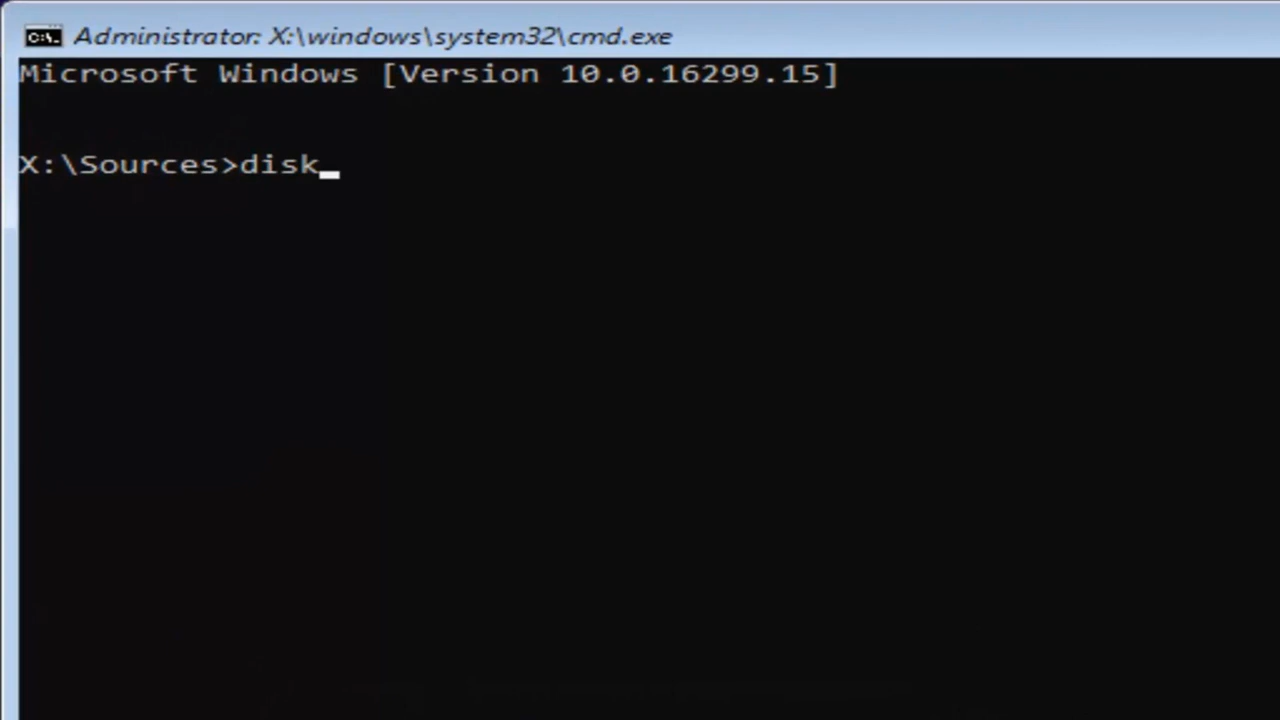 Administrator: X:\windows\system32\cmd.exe
Microsoft Windows [Version 10.0.16299.15]
X:\Sources>disk